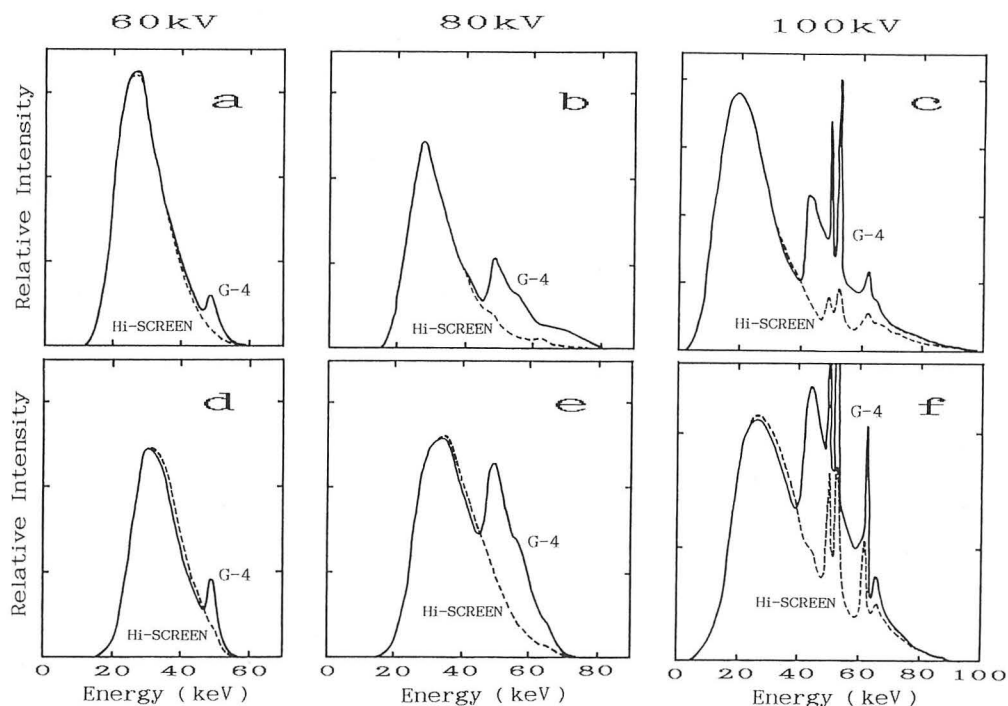 60kV 80kV 100kV
Relative Intensity
a
G-4
Hi-SCREEN
b
G-4
Hi-SCREEN
c
G-4
Hi-SCREEN
Relative Intensity
d
G-4
Hi-SCREEN
0 20 40 60
Energy (keV)
e
G-4
Hi-SCREEN
0 20 40 60 80
Energy (keV)
f
G-4
Hi-SCREEN
0 20 40 60 80 100
Energy (keV)